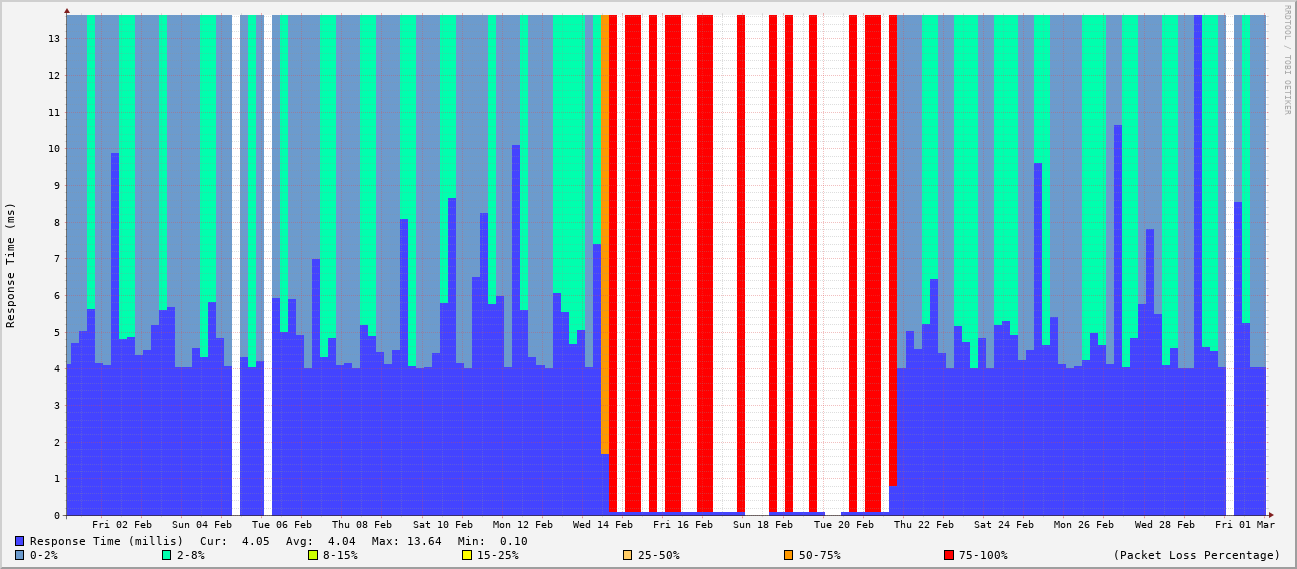 RRDTOOL / TOBI OETIKER
Response Time (ms)
13
12
11
10
9
8
7
6
5
4
3
2
1
0
Fri 02 Feb Sun 04 Feb Tue 06 Feb Thu 08 Feb Sat 10 Feb Mon 12 Feb Wed 14 Feb Fri 16 Feb Sun 18 Feb Tue 20 Feb Thu 22 Feb Sat 24 Feb Mon 26 Feb Wed 28 Feb Fri 01 Mar
Response Time (millis) Cur: 4.05 Avg: 4.04 Max: 13.64 Min: 0.10
0-2% 2-8% 8-15% 15-25% 25-50% 50-75% 75-100% (Packet Loss Percentage)